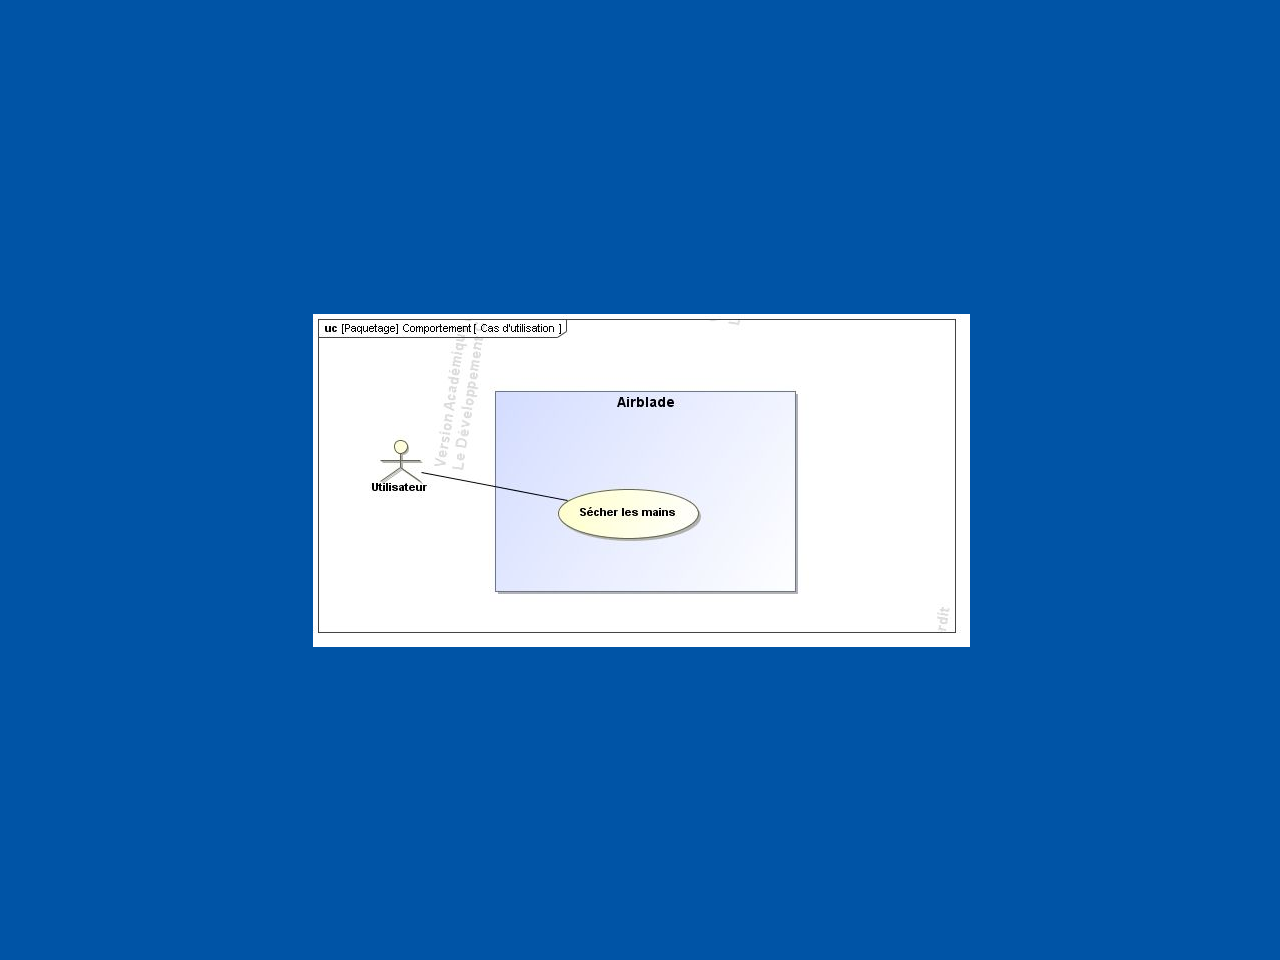 uc [Paquetage] Comportement [ Cas d'utilisation ]
Version Académique
Le Développement
Airblade
Utilisateur
Sécher les mains